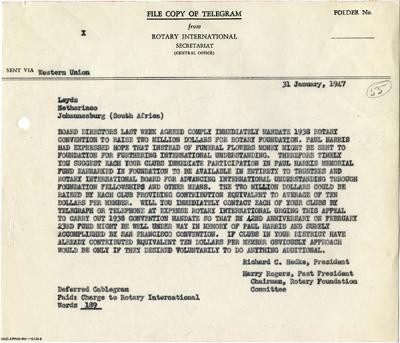 FILE COPY OF TELEGRAM
from
ROTARY INTERNATIONAL
SECRETARIAT
(CENTRAL OFFICE)
FOLDER No.
X
SENT VIA Western Union
31 January, 1947
55
Leyds
Netherinso
Johannesburg (South Africa)
BOARD DIRECTORS LAST WEEK AGREED COMPLY IMMEDIATELY MANDATE 1938 ROTARY
CONVENTION TO RAISE TWO MILLION DOLLARS FOR ROTARY FOUNDATION. PAUL HARRIS
HAD EXPRESSED HOPE THAT INSTEAD OF FUNERAL FLOWERS MONEY MIGHT BE SENT TO
FOUNDATION FOR FURTHERING INTERNATIONAL UNDERSTANDING. THEREFORE TIMELY
YOU SUGGEST EACH YOUR CLUBS IMMEDIATE PARTICIPATION IN PAUL HARRIS MEMORIAL
FUND EARMARKED IN FOUNDATION TO BE AVAILABLE IN ENTIRETY TO TRUSTEES AND
ROTARY INTERNATIONAL BOARD FOR ADVANCING INTERNATIONAL UNDERSTANDING THROUGH
FOUNDATION FELLOWSHIPS AND OTHER MEANS. THE TWO MILLION DOLLARS COULD BE
RAISED BY EACH CLUB PROVIDING CONTRIBUTION EQUIVALENT TO AVERAGE OF TEN
DOLLARS PER MEMBER. WILL YOU IMMEDIATELY CONTACT EACH OF YOUR CLUBS BY
TELEGRAPH OR TELEPHONE AT EXPENSE ROTARY INTERNATIONAL URGING THIS APPEAL
TO CARRY OUT 1938 CONVENTION MANDATE SO THAT BY 42ND ANNIVERSARY ON FEBRUARY
23RD FUND MIGHT BE WELL UNDER WAY IN MEMORY OF PAUL HARRIS AND SURELY
ACCOMPLISHED BY SAN FRANCISCO CONVENTION. IF CLUBS IN YOUR DISTRICT HAVE
ALREADY CONTRIBUTED EQUIVALENT TEN DOLLARS PER MEMBER OBVIOUSLY APPROACH
WOULD BE ONLY IF THEY DESIRED VOLUNTARILY TO DO ANYTHING ADDITIONAL.
Richard C. Hedke, President
Harry Rogers, Past President
Chairman, Rotary Foundation
Committee
Deferred Cablegram
Paid: Charge to Rotary International
Words 189